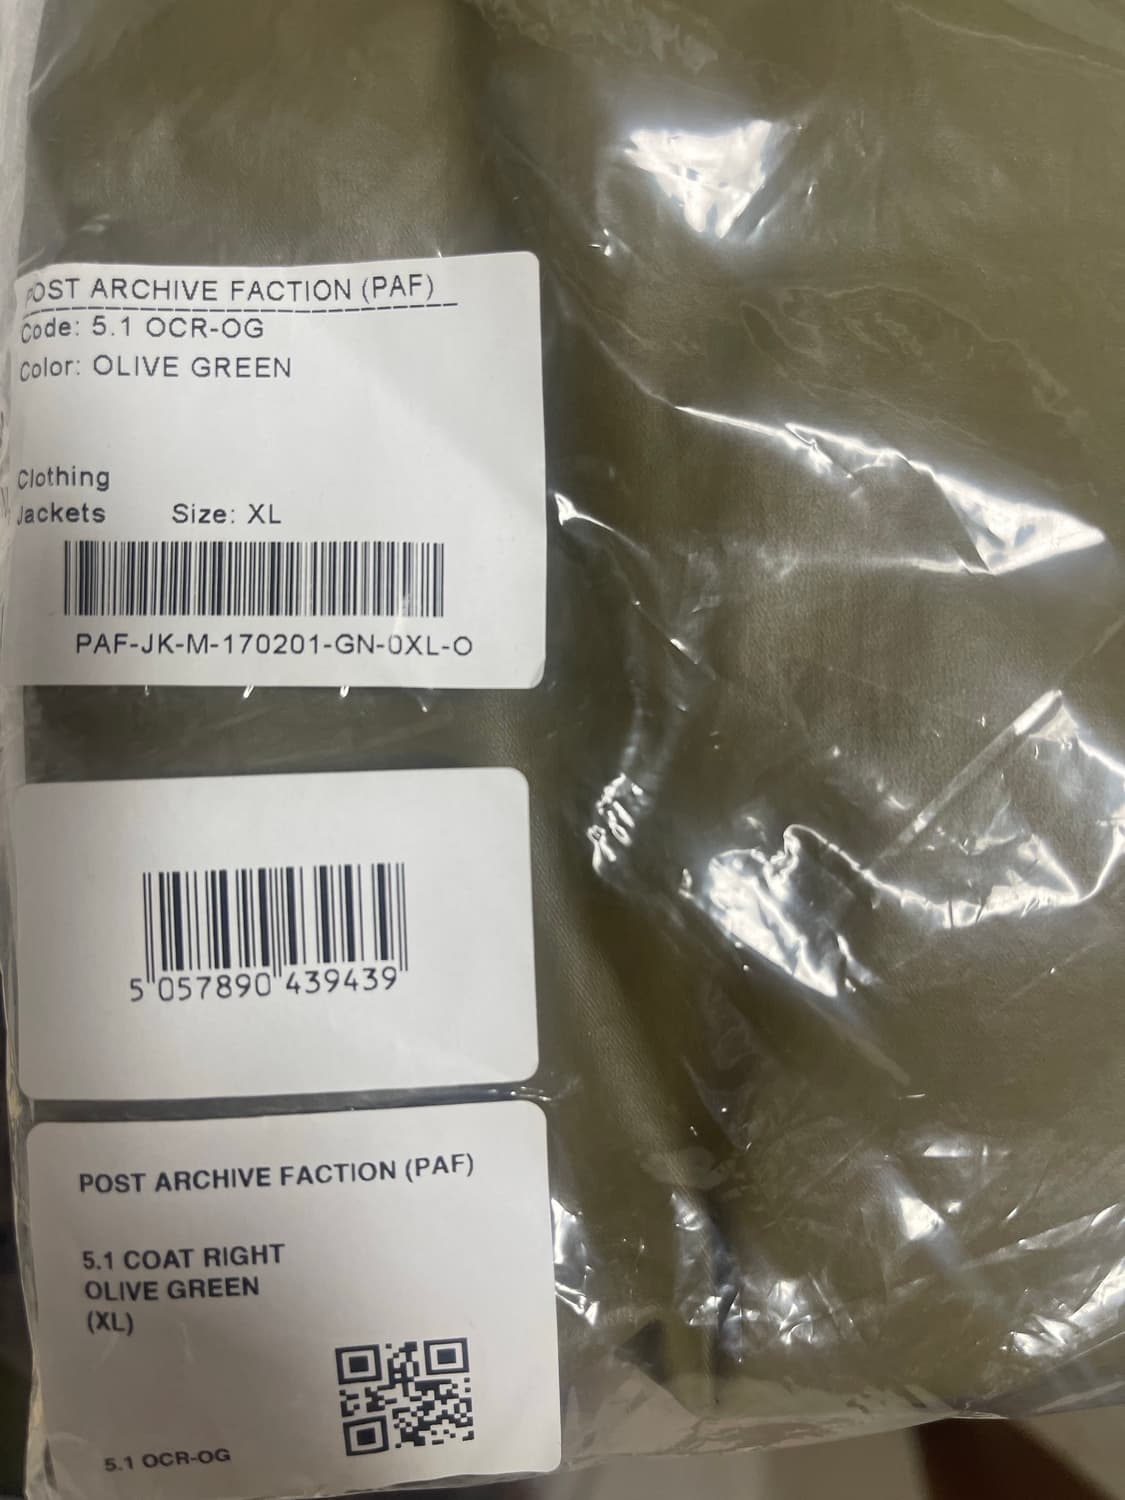 POST ARCHIVE FACTION (PAF)
Code: 5.1 OCR-OG
Color: OLIVE GREEN
Clothing
Jackets Size: XL
PAF-JK-M-170201-GN-0XL-O
5 057890 439439
POST ARCHIVE FACTION (PAF)
5.1 COAT RIGHT
OLIVE GREEN
(XL)
5.1 OCR-OG